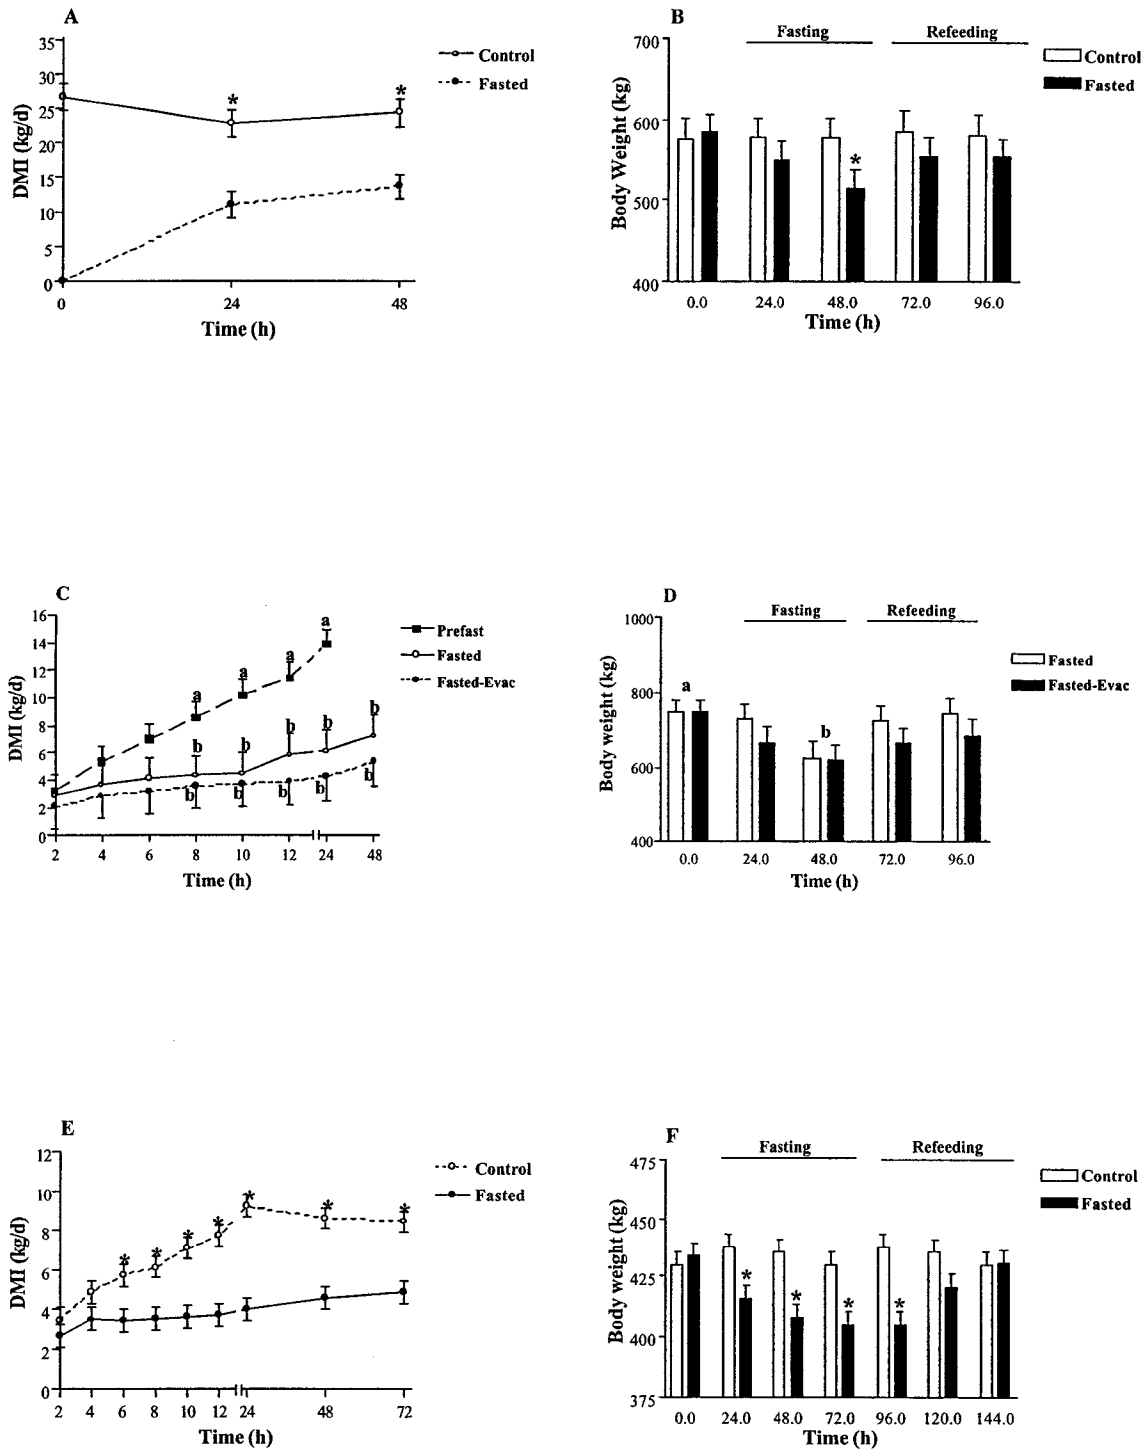 A
35
30
25
20
15
10
5
0
DMI (kg/d)
*
*
0
24
48
Time (h)
Control
Fasted
B
Fasting
Refeeding
700
600
500
400
Body Weight (kg)
*
0.0
24.0
48.0
72.0
96.0
Time (h)
Control
Fasted
C
16
14
12
10
8
6
4
2
0
DMI (kg/d)
a
a
a
a
b
b
b
b
b
b
b
b
b
b
2
4
6
8
10
12
24
48
Time (h)
Prefast
Fasted
Fasted-Evac
D
Fasting
Refeeding
1000
800
600
400
Body weight (kg)
a
b
0.0
24.0
48.0
72.0
96.0
Time (h)
Fasted
Fasted-Evac
E
12
10
8
6
4
2
0
DMI (kg/d)
*
*
*
*
*
*
*
2
4
6
8
10
12
24
48
72
Time (h)
Control
Fasted
F
Fasting
Refeeding
475
450
425
400
375
Body weight (kg)
*
*
*
*
0.0
24.0
48.0
72.0
96.0
120.0
144.0
Time (h)
Control
Fasted